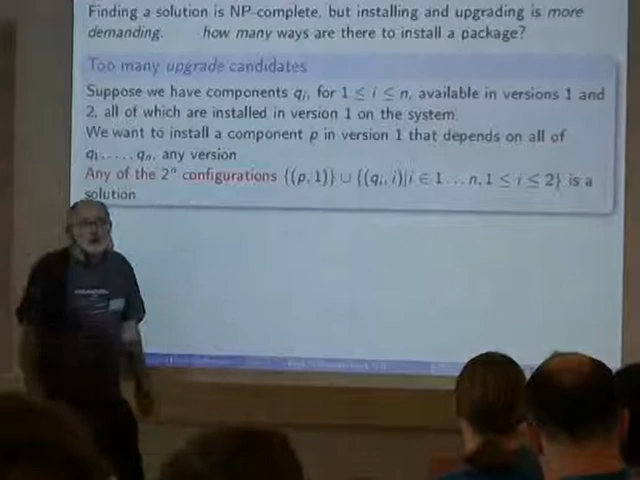 Finding a solution is NP-complete, but installing and upgrading is more
demanding. how many ways are there to install a package?
Too many upgrade candidates
Suppose we have components qᵢ, for 1 ≤ i ≤ n, available in versions 1 and
2, all of which are installed in version 1 on the system.
We want to install a component p in version 1 that depends on all of
q₁, ..., qₙ, any version
Any of the 2ⁿ configurations {(p, 1)} ∪ {(qᵢ, i)|i ∈ 1 ... n, 1 ≤ i ≤ 2} is a
solution